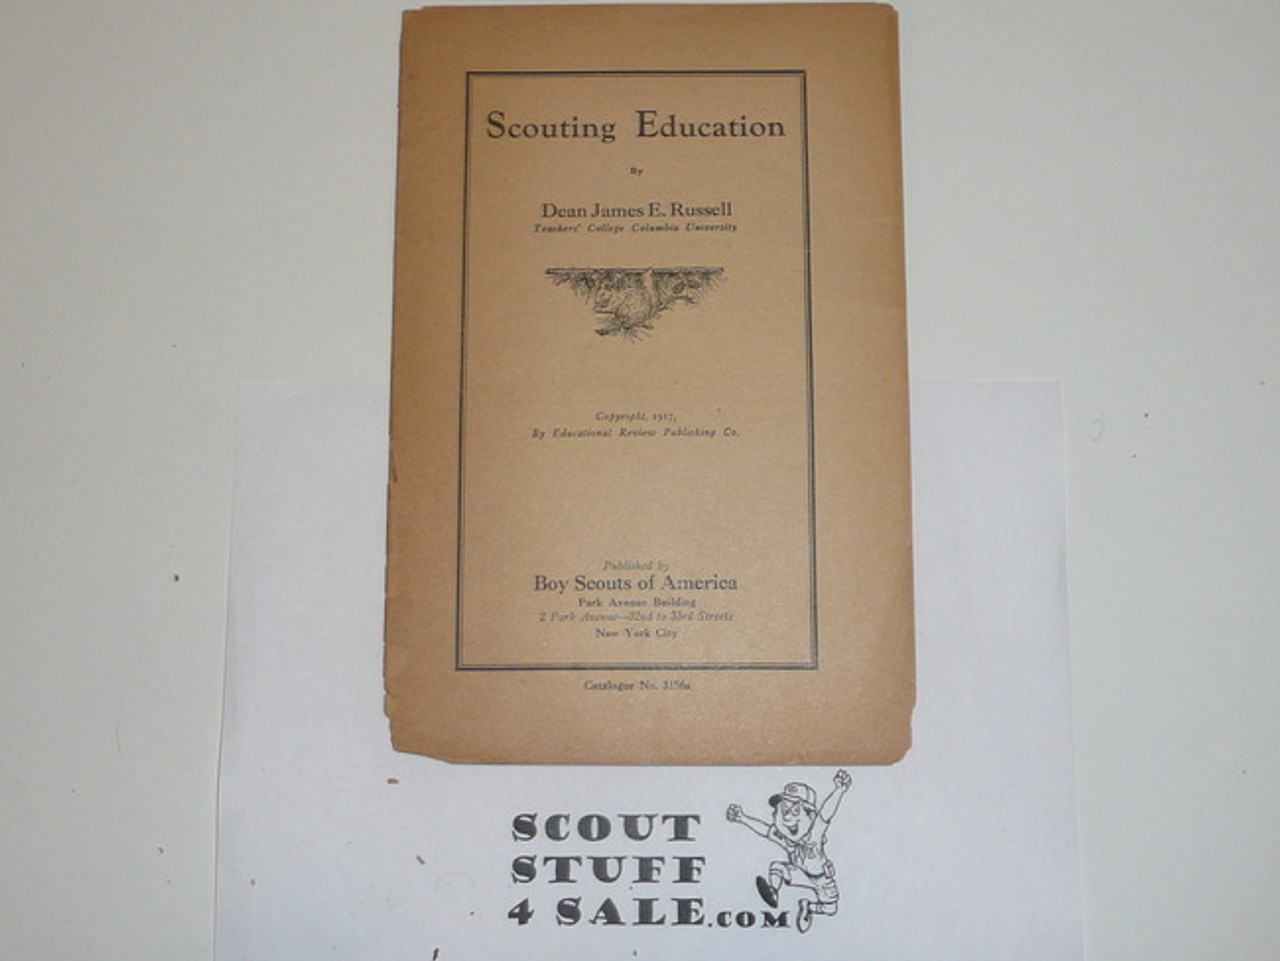 Scouting Education
By
Dean James E. Russell
Teachers' College Columbia University
Copyright, 1917,
By Educational Review Publishing Co.
Published by
Boy Scouts of America
Park Avenue Building
2 Park Avenue—32nd to 33rd Streets
New York City
Catalogue No. 3156a
SCOUT
STUFF
4 SALE.COM